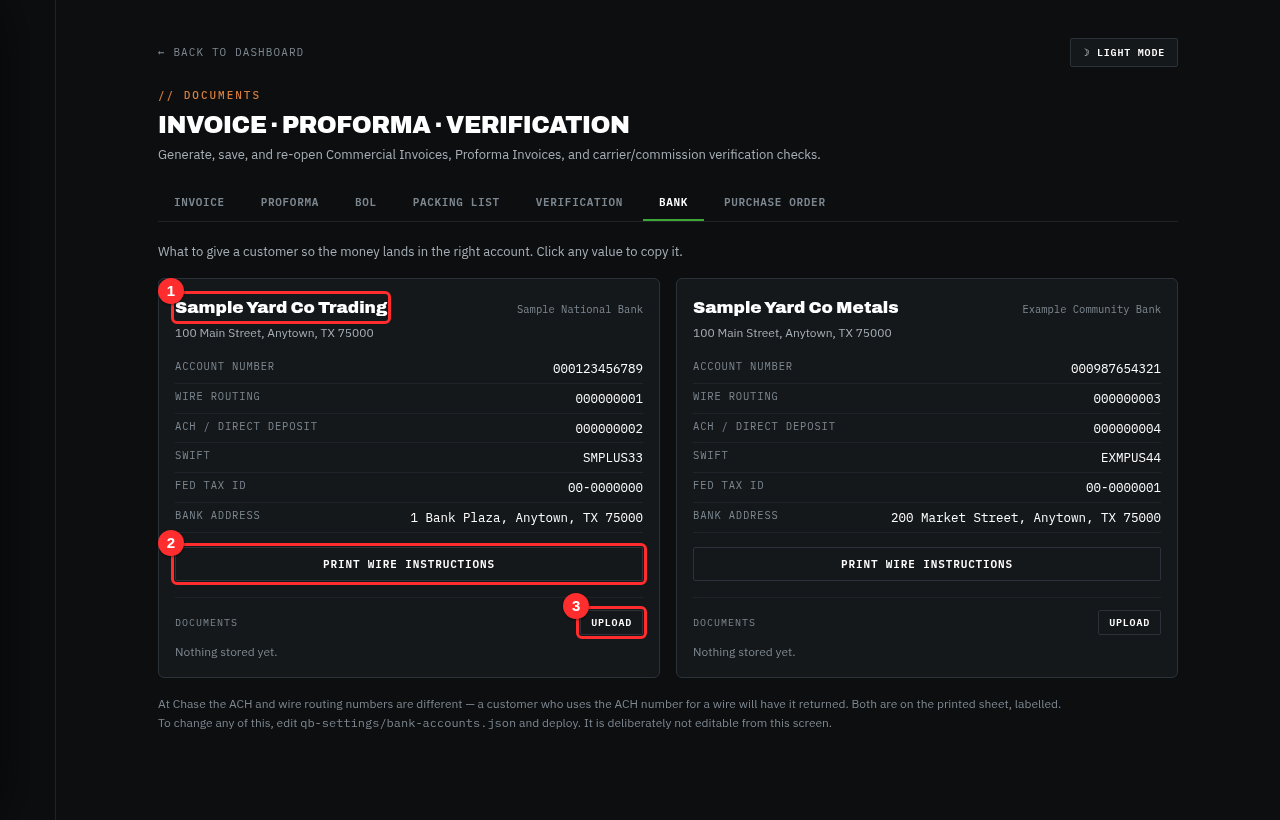 ← BACK TO DASHBOARD
☽ LIGHT MODE
// DOCUMENTS
INVOICE · PROFORMA · VERIFICATION
Generate, save, and re-open Commercial Invoices, Proforma Invoices, and carrier/commission verification checks.
INVOICE PROFORMA BOL PACKING LIST VERIFICATION BANK PURCHASE ORDER
What to give a customer so the money lands in the right account. Click any value to copy it.
1
Sample Yard Co Trading
Sample National Bank
100 Main Street, Anytown, TX 75000
ACCOUNT NUMBER 000123456789
WIRE ROUTING 000000001
ACH / DIRECT DEPOSIT 000000002
SWIFT SMPLUS33
FED TAX ID 00-0000000
BANK ADDRESS 1 Bank Plaza, Anytown, TX 75000
2
PRINT WIRE INSTRUCTIONS
3
DOCUMENTS UPLOAD
Nothing stored yet.
Sample Yard Co Metals
Example Community Bank
100 Main Street, Anytown, TX 75000
ACCOUNT NUMBER 000987654321
WIRE ROUTING 000000003
ACH / DIRECT DEPOSIT 000000004
SWIFT EXMPUS44
FED TAX ID 00-0000001
BANK ADDRESS 200 Market Street, Anytown, TX 75000
PRINT WIRE INSTRUCTIONS
DOCUMENTS UPLOAD
Nothing stored yet.
At Chase the ACH and wire routing numbers are different — a customer who uses the ACH number for a wire will have it returned. Both are on the printed sheet, labelled.
To change any of this, edit qb-settings/bank-accounts.json and deploy. It is deliberately not editable from this screen.